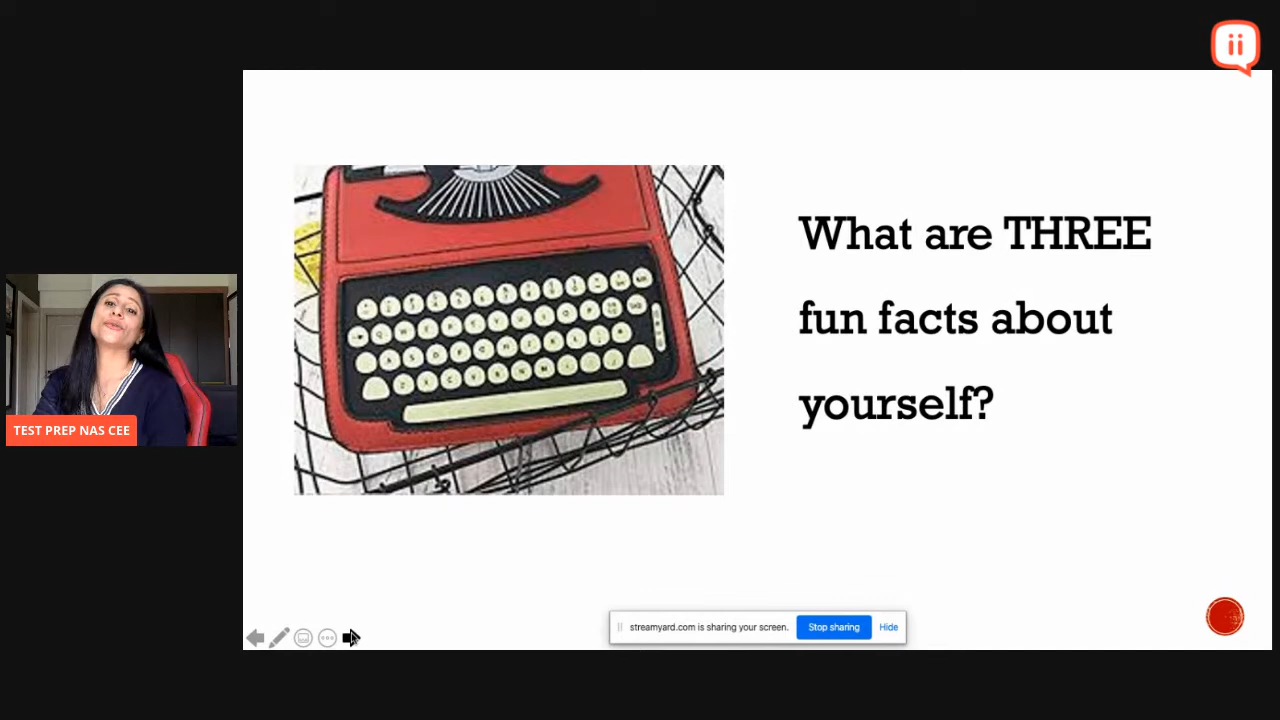 What are THREE
fun facts about
yourself?
TEST PREP NAS CEE
streamyard.com is sharing your screen.
Stop sharing
Hide